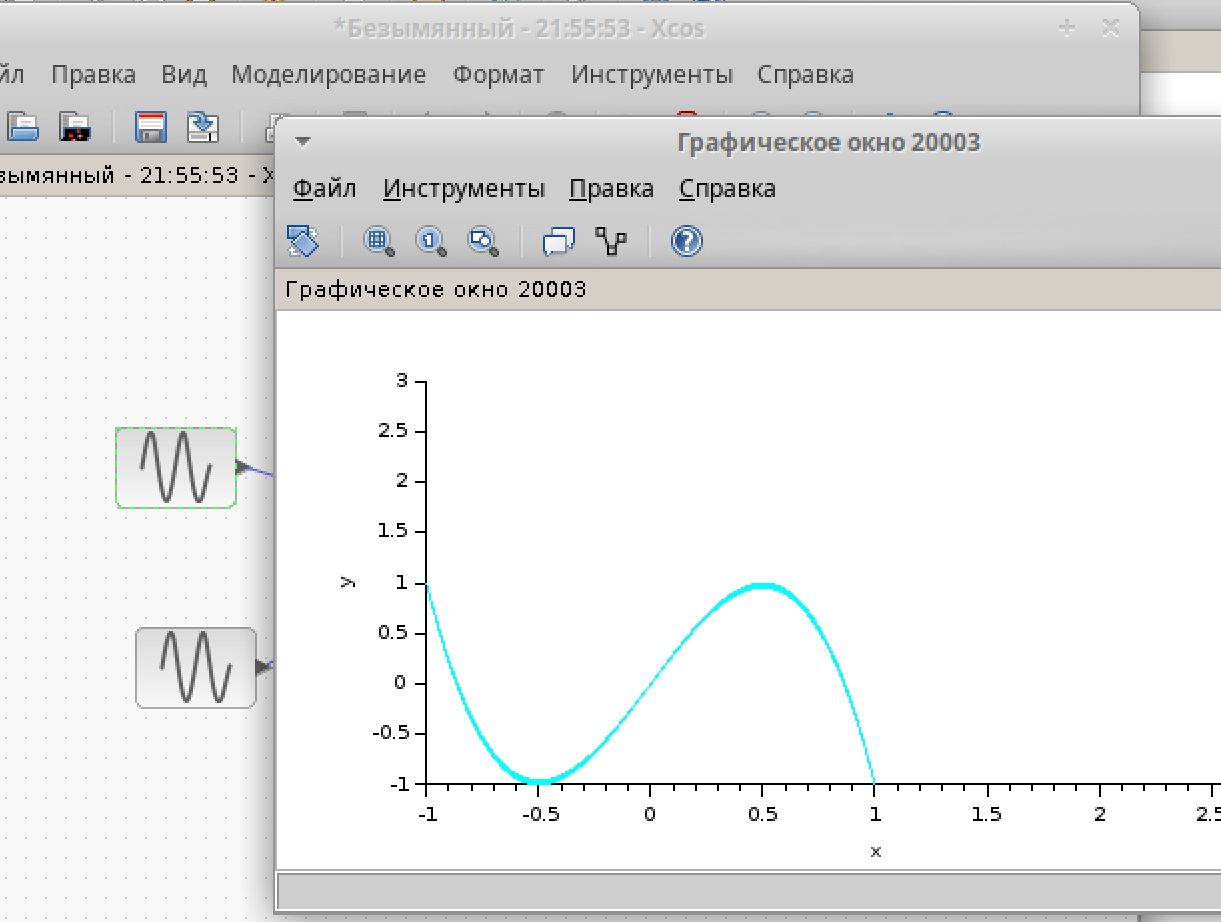 *Безымянный - 21:55:53 - Xcos
йл Правка Вид Моделирование Формат Инструменты Справка
зымянный - 21:55:53 - X
Графическое окно 20003
Файл Инструменты Правка Справка
Графическое окно 20003
3
2.5
2
1.5
y
1
0.5
0
-0.5
-1
-1 -0.5 0 0.5 1 1.5 2 2.5
x